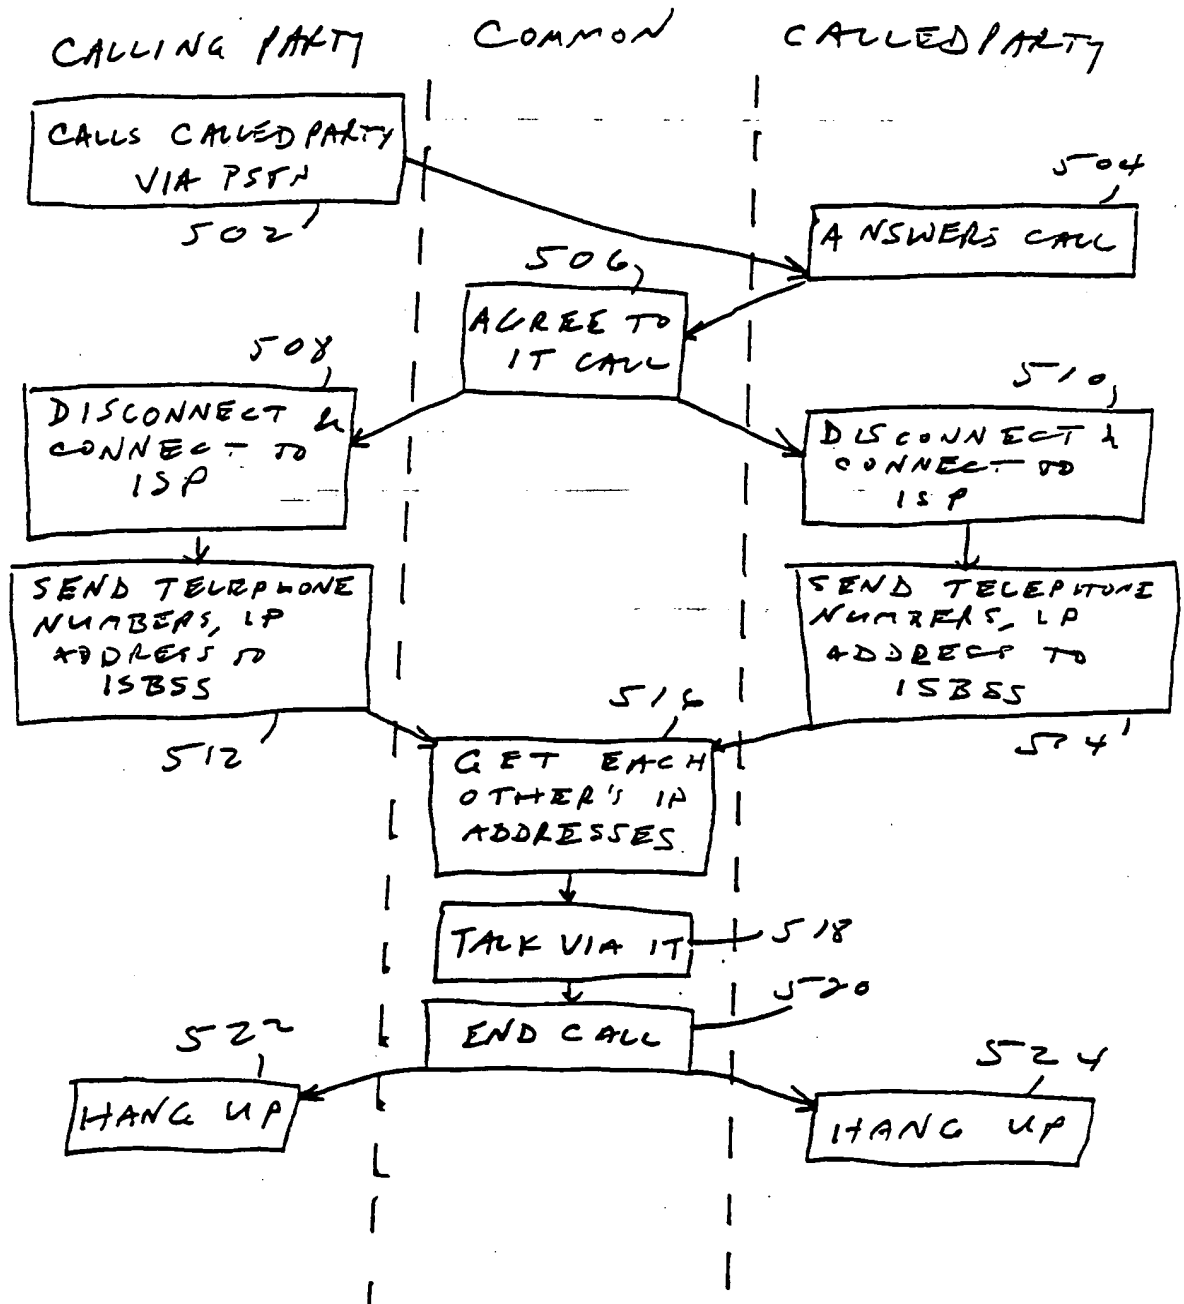 CALLING PARTY
COMMON
CALLED PARTY
CALLS CALLED PARTY
VIA PSTN
502
504
ANSWERS CALL
506
AGREE TO
IT CALL
508
DISCONNECT &
CONNECT TO
ISP
510
DISCONNECT &
CONNECT TO
ISP
SEND TELEPHONE
NUMBERS, IP
ADDRESS TO
ISBSS
512
SEND TELEPHONE
NUMBERS, IP
ADDRESS TO
ISBSS
514
516
GET EACH
OTHER'S IP
ADDRESSES
TALK VIA IT
518
END CALL
520
522
HANG UP
524
HANG UP